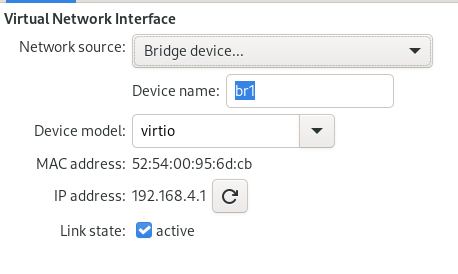 Virtual Network Interface
Network source: Bridge device...
Device name: br1
Device model: virtio
MAC address: 52:54:00:95:6d:cb
IP address: 192.168.4.1
Link state: active